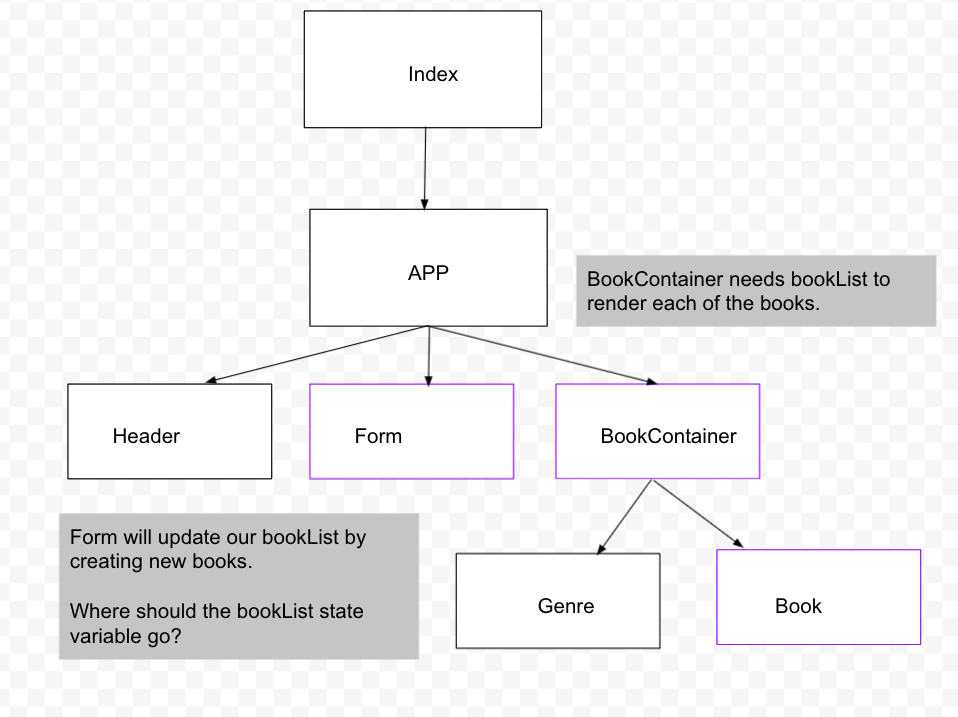 Index
APP
BookContainer needs bookList to
render each of the books.
Header
Form
BookContainer
Form will update our bookList by
creating new books.
Where should the bookList state
variable go?
Genre
Book